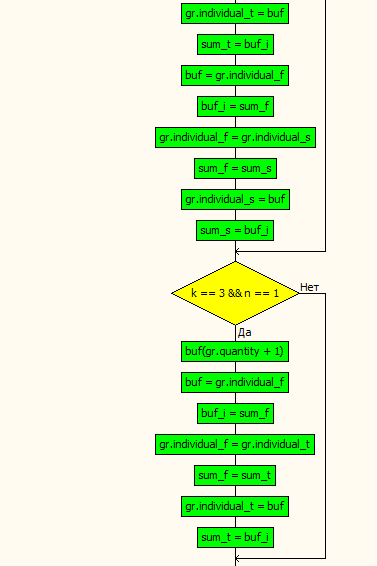 gr.individual_t = buf
sum_t = buf_i
buf = gr.individual_f
buf_i = sum_f
gr.individual_f = gr.individual_s
sum_f = sum_s
gr.individual_s = buf
sum_s = buf_i
k == 3 && n == 1
Нет
Да
buf(gr.quantity + 1)
buf = gr.individual_f
buf_i = sum_f
gr.individual_f = gr.individual_t
sum_f = sum_t
gr.individual_t = buf
sum_t = buf_i